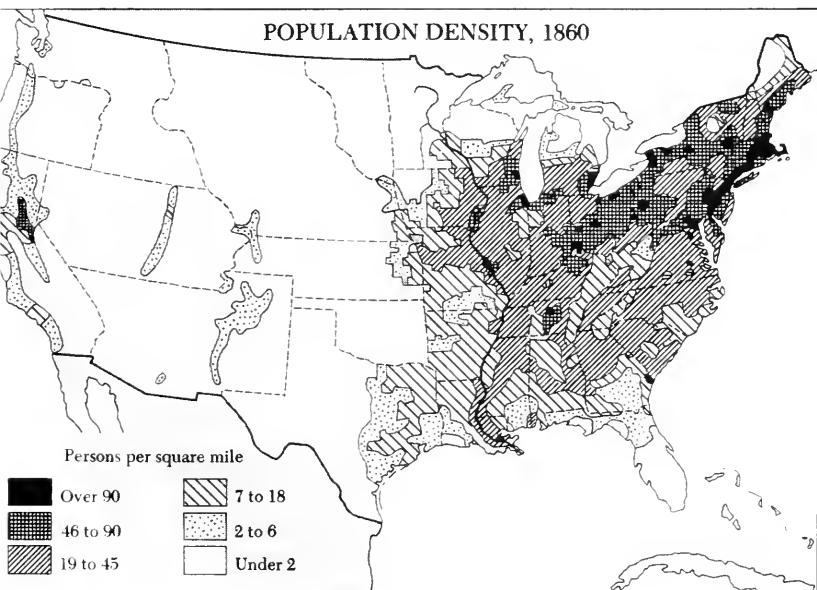 POPULATION DENSITY, 1860
Persons per square mile
Over 90
46 to 90
19 to 45
7 to 18
2 to 6
Under 2